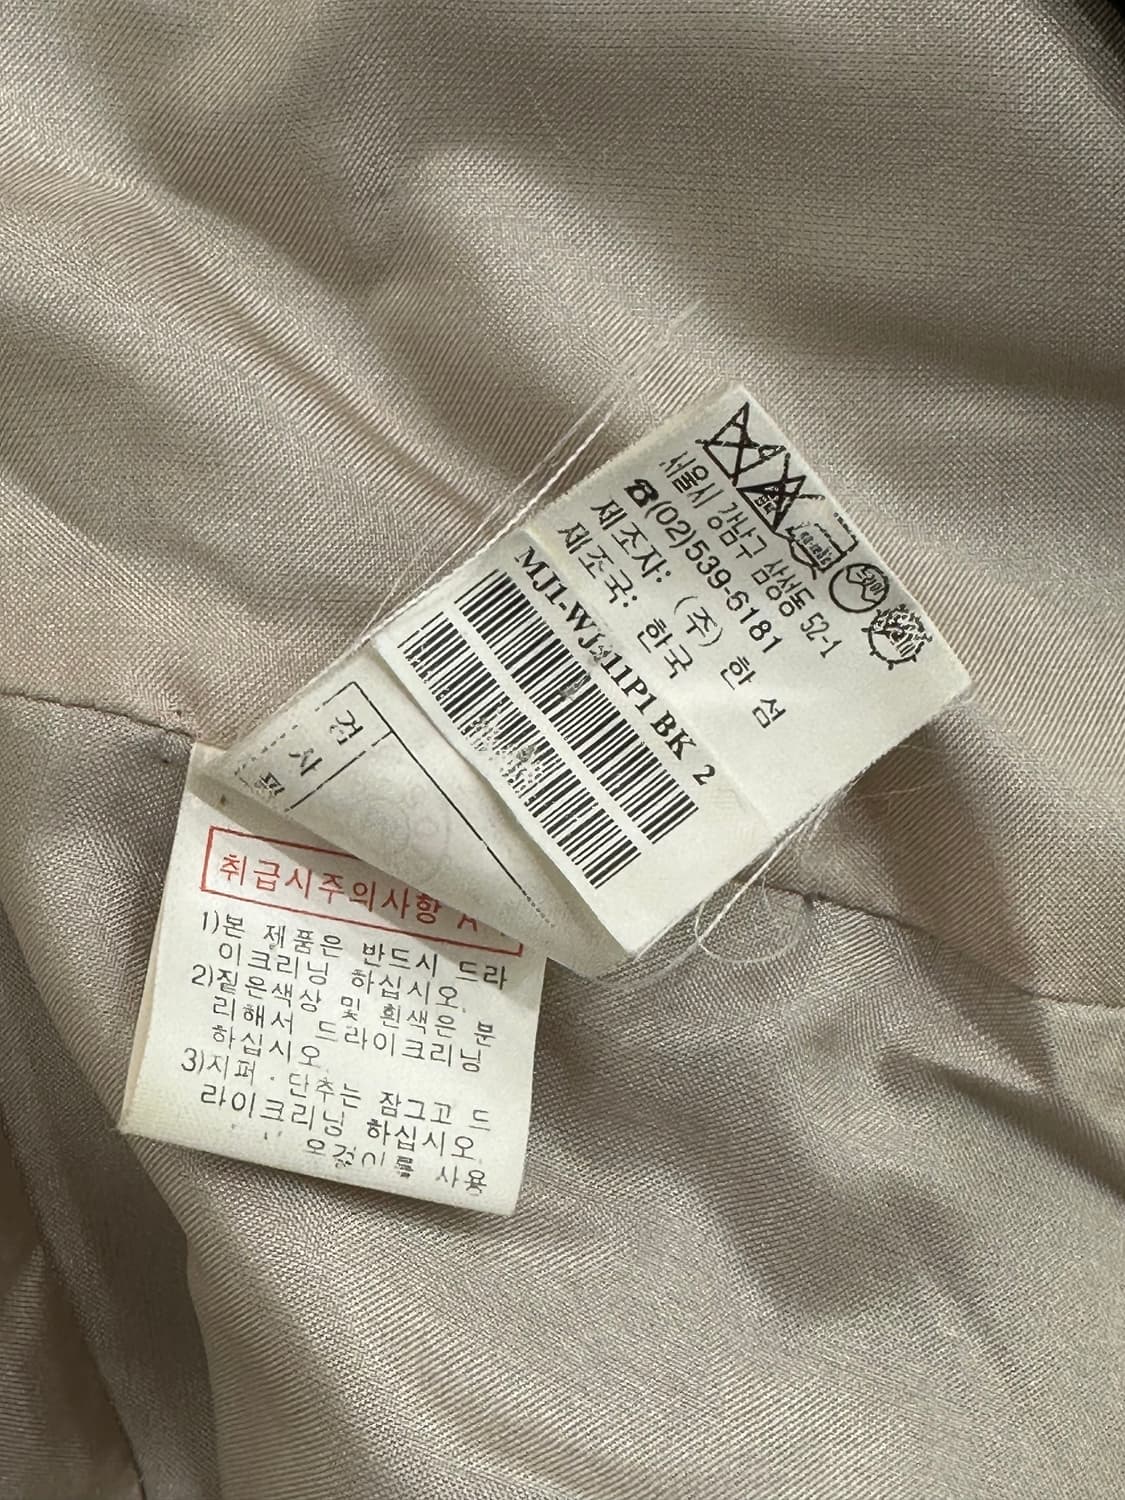 서울시 강남구 삼성동 52-1
☎(02)539-6181
제조자: (주) 한 섬
제조국: 한국
BK 2
검
사
취급시주의사항
1)본 제품은 반드시 드라
이크리닝 하십시오.
2)짙은색상 및 흰색은 분
리해서 드라이크리닝
하십시오.
3)지퍼·단추는 잠그고 드
라이크리닝 하십시오.
사용